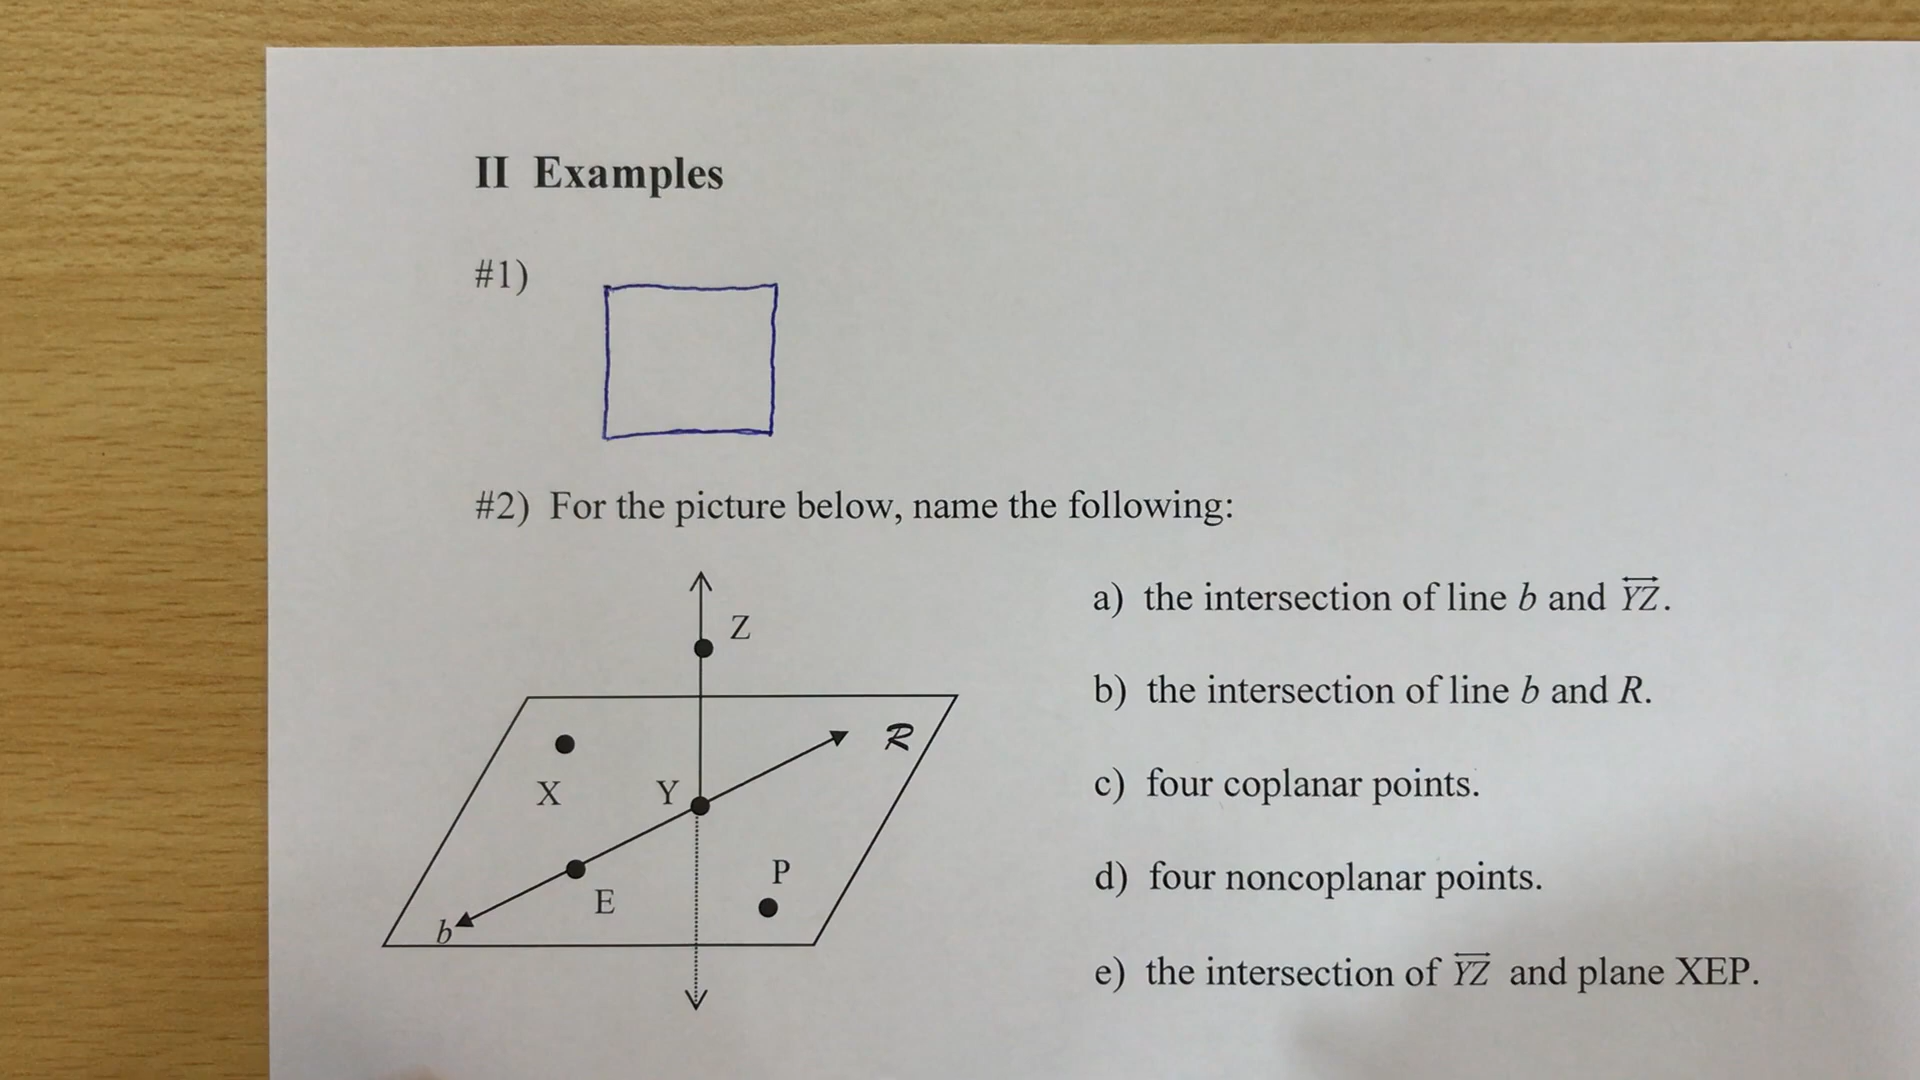 II Examples
#1)
#2) For the picture below, name the following:
Z
X
Y
R
E
P
b
a) the intersection of line b and YZ.
b) the intersection of line b and R.
c) four coplanar points.
d) four noncoplanar points.
e) the intersection of YZ and plane XEP.